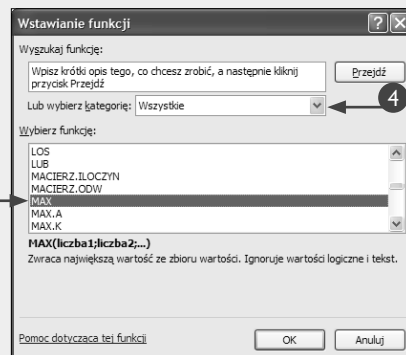 Wstawianie funkcji
Wyszukaj funkcję:
Wpisz krótki opis tego, co chcesz zrobić, a następnie kliknij
przycisk Przejdź
Przejdź
Lub wybierz kategorię: Wszystkie
4
Wybierz funkcję:
LOS
LUB
MACIERZ.ILOCZYN
MACIERZ.ODW
MAX
MAX.A
MAX.K
MAX(liczba1;liczba2;...)
Zwraca największą wartość ze zbioru wartości. Ignoruje wartości logiczne i tekst.
Pomoc dotycząca tej funkcji
OK
Anuluj